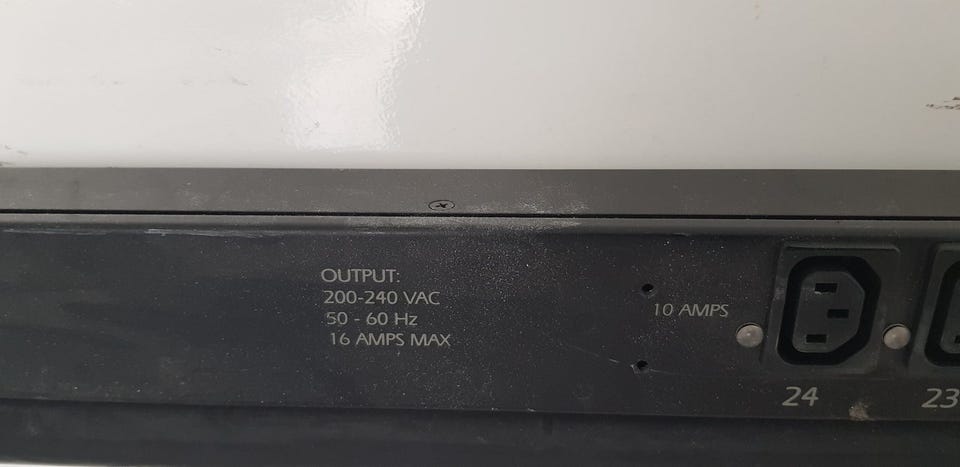 OUTPUT:
200-240 VAC
50 - 60 Hz
16 AMPS MAX
10 AMPS
24
23